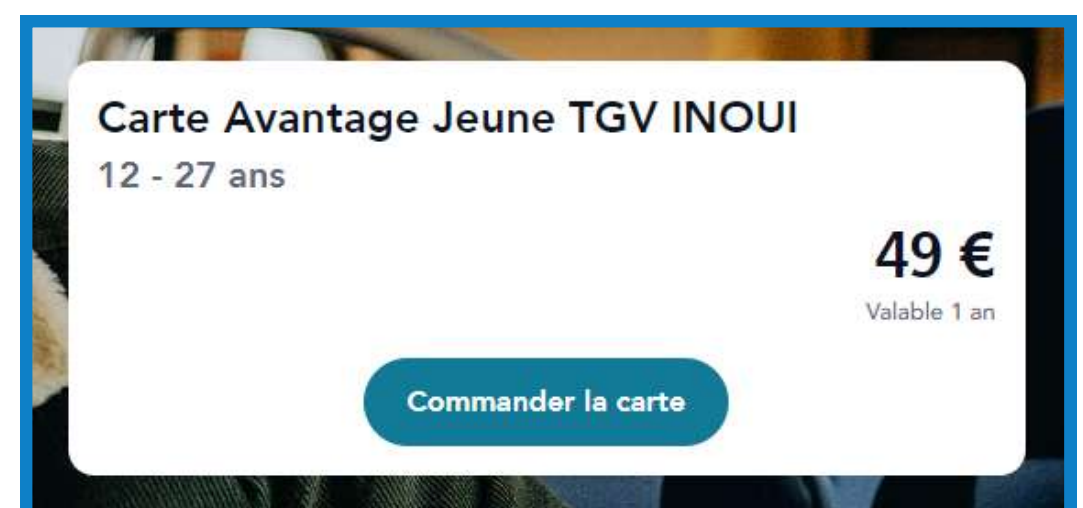 Carte Avantage Jeune TGV INOUI
12 - 27 ans
49 €
Valable 1 an
Commander la carte